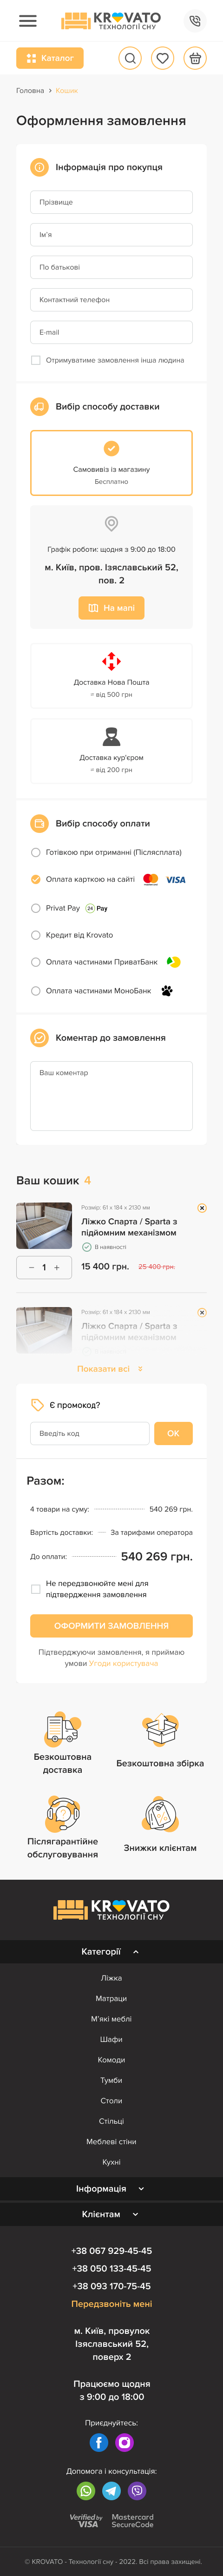 KROVATO
ТЕХНОЛОГІЇ СНУ
Каталог
Головна > Кошик
Оформлення замовлення
Інформація про покупця
Прізвище
Ім'я
По батькові
Контактний телефон
E-mail
Отримуватиме замовлення інша людина
Вибір способу доставки
Самовивіз із магазину
Бесплатно
Графік роботи: щодня з 9:00 до 18:00
м. Київ, пров. Ізяславський 52,
пов. 2
На мапі
Доставка Нова Пошта
≈ від 500 грн
Доставка кур'єром
≈ від 200 грн
Вибір способу оплати
Готівкою при отриманні (Післясплата)
Оплата карткою на сайті VISA
Privat Pay Pay
Кредит від Krovato
Оплата частинами ПриватБанк
Оплата частинами МоноБанк
Коментар до замовлення
Ваш коментар
Ваш кошик 4
Розмір: 61 x 184 x 2130 мм
Ліжко Спарта / Sparta з
підйомним механізмом
В наявності
− 1 +
15 400 грн. 25 400 грн.
Розмір: 61 x 184 x 2130 мм
Ліжко Спарта / Sparta з
підйомним механізмом
Показати всі
Є промокод?
Введіть код
ОК
Разом:
4 товари на суму: 540 269 грн.
Вартість доставки: За тарифами оператора
До оплати: 540 269 грн.
Не передзвонюйте мені для
підтвердження замовлення
ОФОРМИТИ ЗАМОВЛЕННЯ
Підтверджуючи замовлення, я приймаю
умови Угоди користувача
Безкоштовна
доставка
Безкоштовна збірка
Післягарантійне
обслуговування
Знижки клієнтам
KROVATO
ТЕХНОЛОГІЇ СНУ
Категорії
Ліжка
Матраци
М'які меблі
Шафи
Комоди
Тумби
Столи
Стільці
Меблеві стіни
Кухні
Інформація
Клієнтам
+38 067 929-45-45
+38 050 133-45-45
+38 093 170-75-45
Передзвоніть мені
м. Київ, провулок
Ізяславський 52,
поверх 2
Працюємо щодня
з 9:00 до 18:00
Приєднуйтесь:
Допомога і консультація:
Verified by
VISA
Mastercard
SecureCode
© KROVATO - Технології сну - 2022. Всі права захищені.